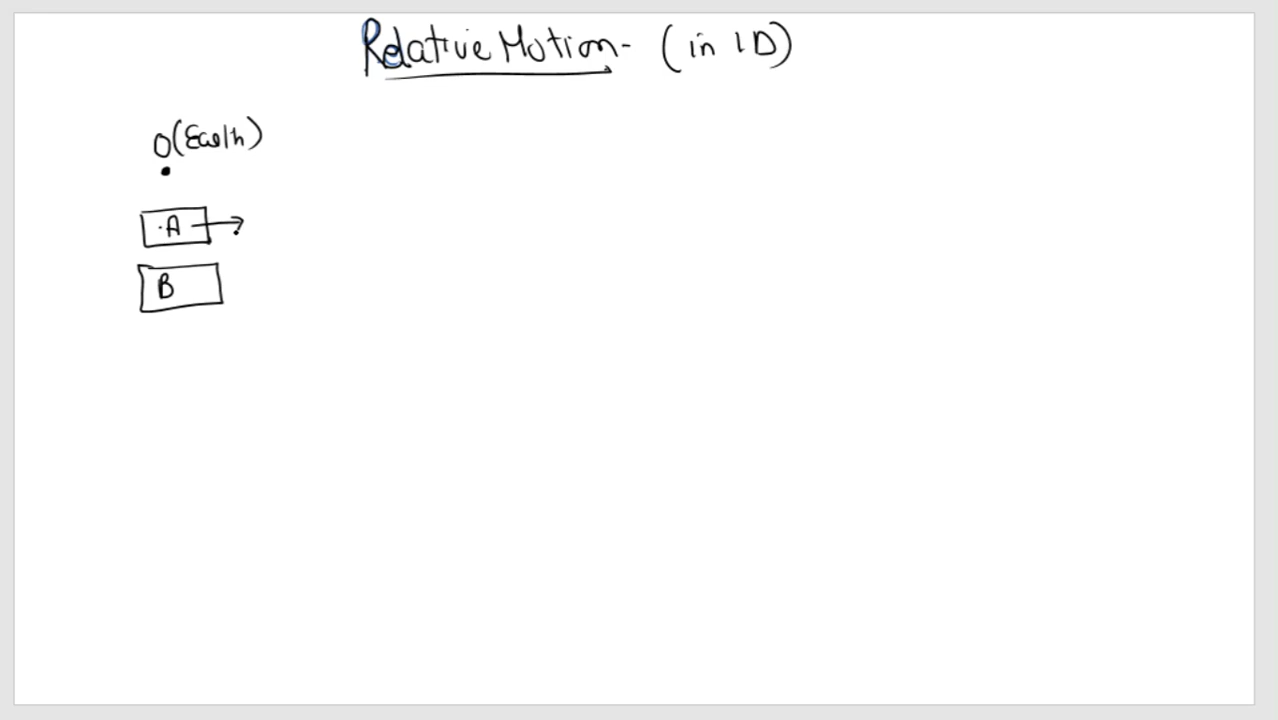 Relative Motion- (in 1D)
O(Earth)
.A
B